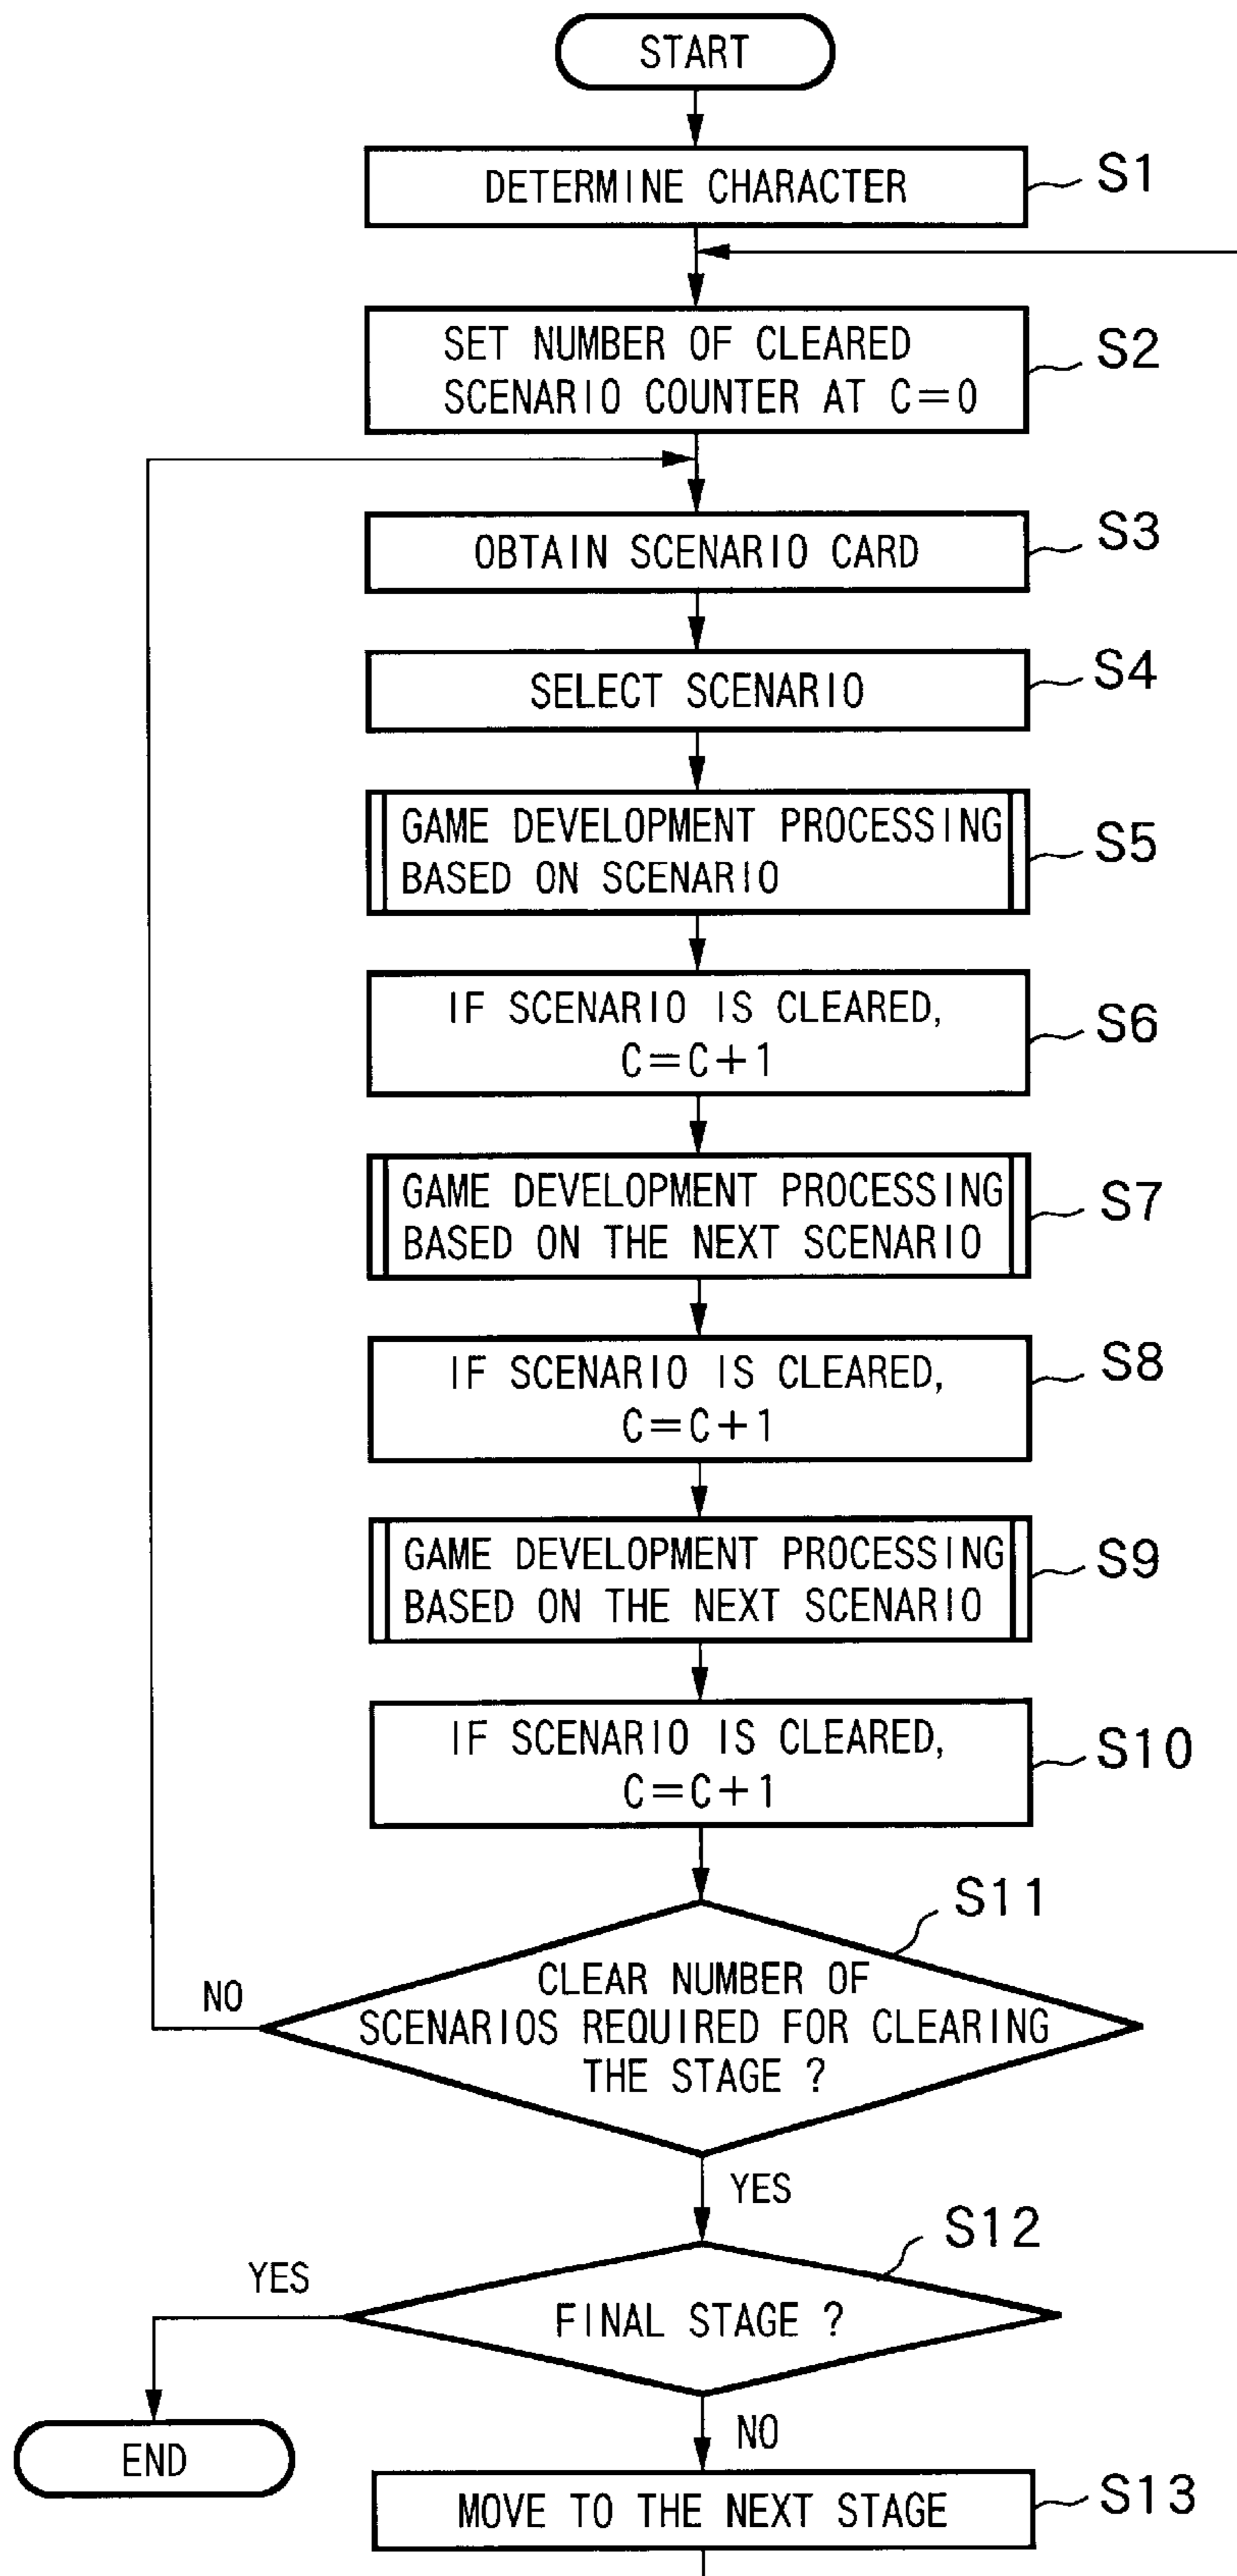 START
DETERMINE CHARACTER
S1
SET NUMBER OF CLEARED
SCENARIO COUNTER AT C=0
S2
OBTAIN SCENARIO CARD
S3
SELECT SCENARIO
S4
GAME DEVELOPMENT PROCESSING
BASED ON SCENARIO
S5
IF SCENARIO IS CLEARED,
C=C+1
S6
GAME DEVELOPMENT PROCESSING
BASED ON THE NEXT SCENARIO
S7
IF SCENARIO IS CLEARED,
C=C+1
S8
GAME DEVELOPMENT PROCESSING
BASED ON THE NEXT SCENARIO
S9
IF SCENARIO IS CLEARED,
C=C+1
S10
S11
CLEAR NUMBER OF
SCENARIOS REQUIRED FOR CLEARING
THE STAGE ?
NO
YES
S12
FINAL STAGE ?
YES
NO
END
MOVE TO THE NEXT STAGE
S13